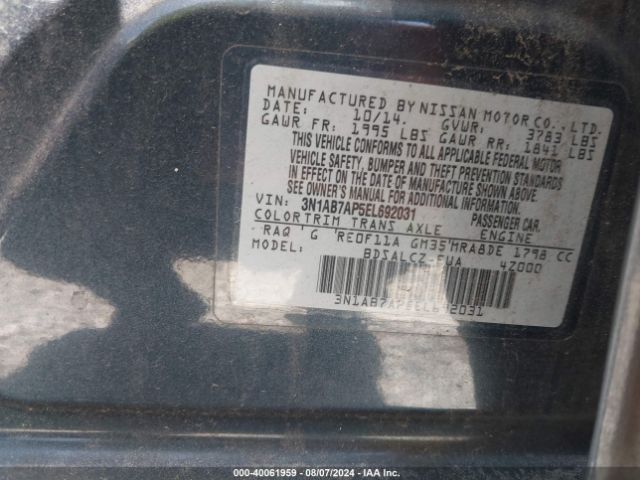 MANUFACTURED BY NISSAN MOTOR CO., LTD.
DATE: 10/14. GVWR: 3783 LBS
GAWR FR: 1995 LBS GAWR RR: 1841 LBS
THIS VEHICLE CONFORMS TO ALL APPLICABLE FEDERAL MOTOR
VEHICLE SAFETY, BUMPER AND THEFT PREVENTION STANDARDS
IN EFFECT ON THE DATE OF MANUFACTURE SHOWN ABOVE.
SEE OWNER'S MANUAL FOR ADDITIONAL INFORMATION.
VIN: 3N1AB7AP5EL692031 PASSENGER CAR.
COLOR TRIM TRANS AXLE ENGINE
RAQ ' G ' RE0F11A GM35'MRA8DE 1798 CC
MODEL: BDSALCZ-EUA 4Z000
3N1AB7AP5EL692031
000-40061959 - 08/07/2024 - IAA Inc.